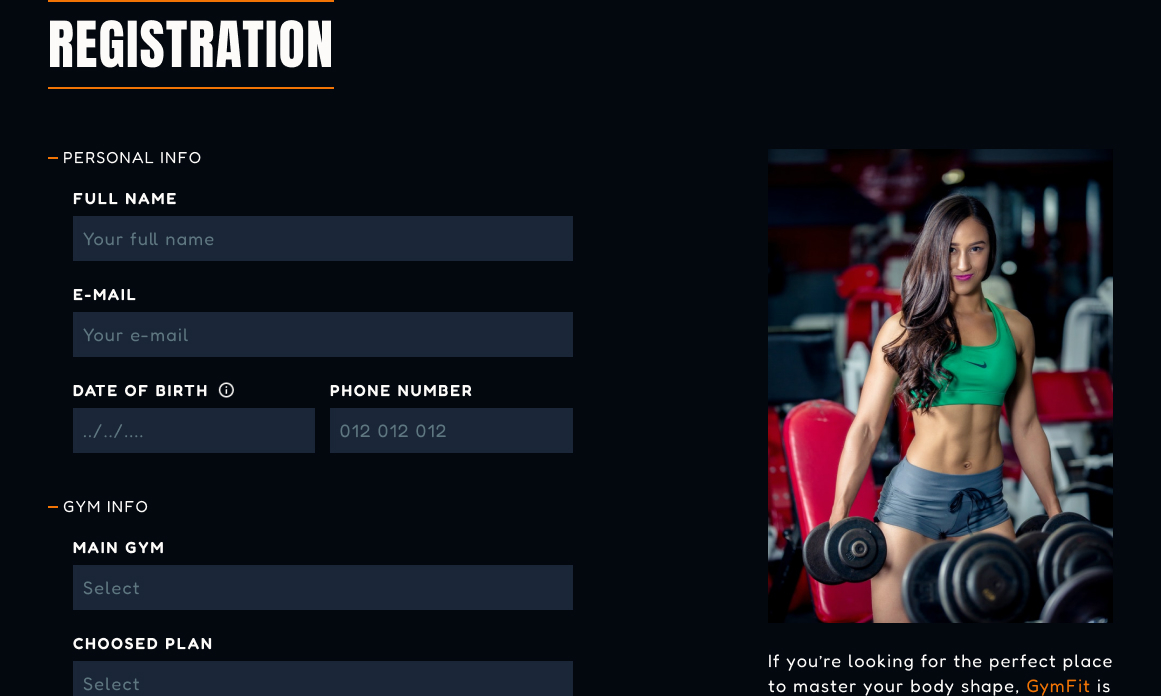 REGISTRATION
PERSONAL INFO
FULL NAME
Your full name
E-MAIL
Your e-mail
DATE OF BIRTH
PHONE NUMBER
../../....
012 012 012
GYM INFO
MAIN GYM
Select
CHOOSED PLAN
Select
If you're looking for the perfect place
to master your body shape, GymFit is